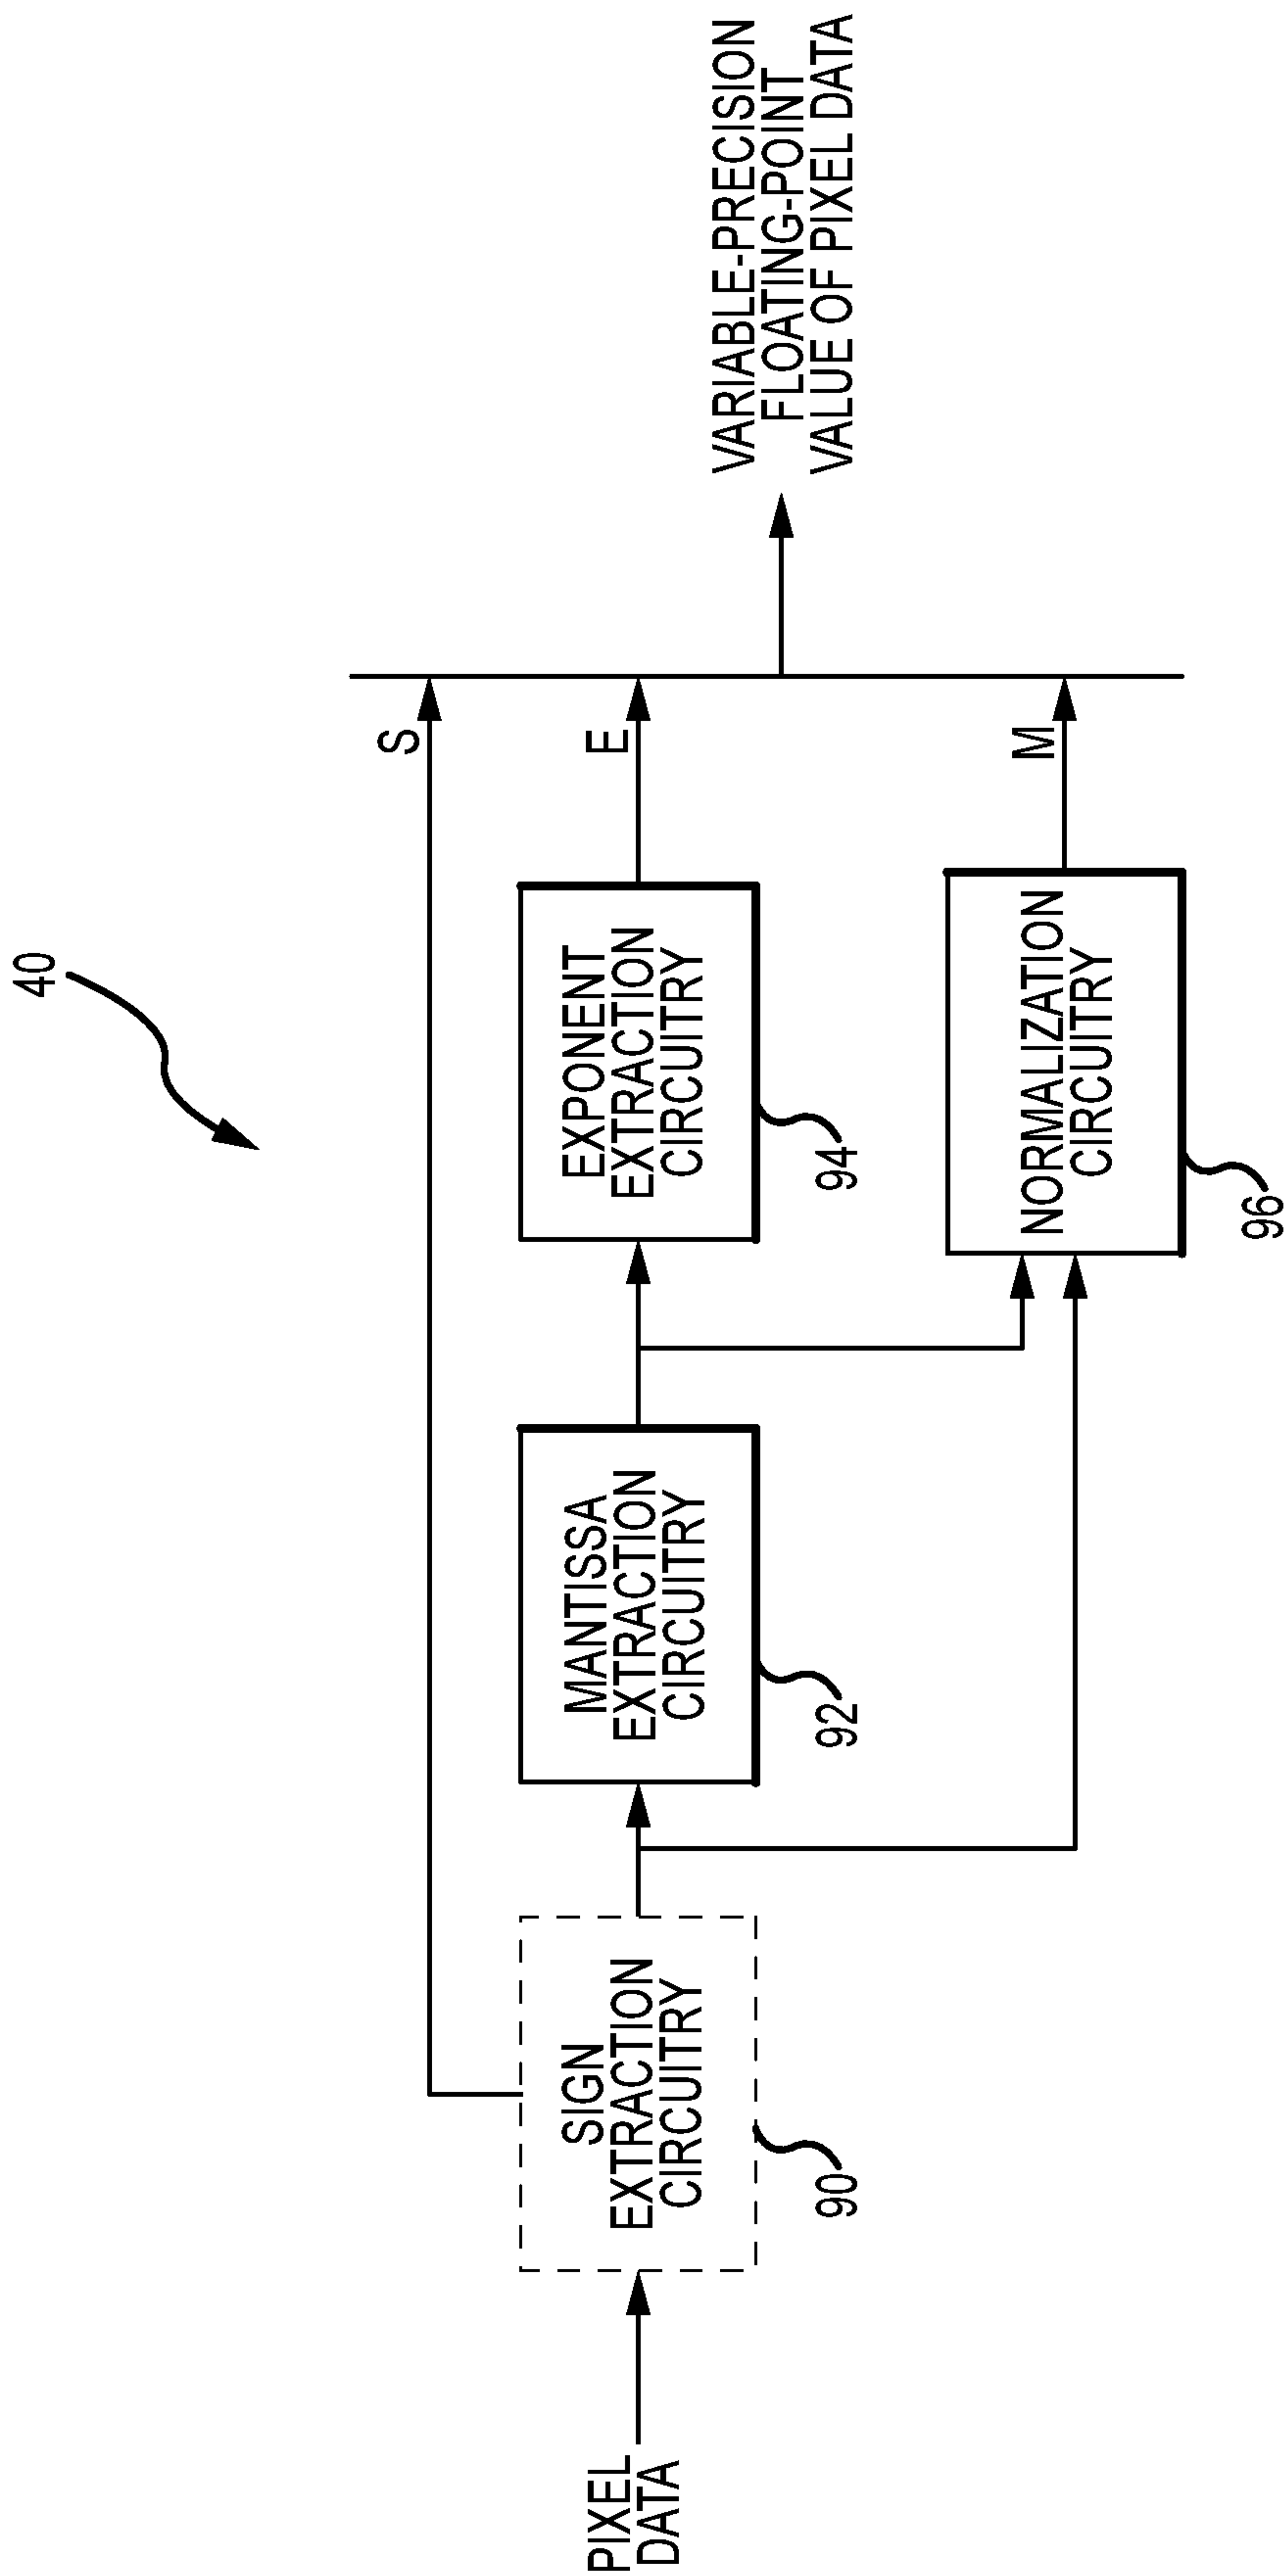 40
PIXEL
DATA
SIGN
EXTRACTION
CIRCUITRY
90
MANTISSA
EXTRACTION
CIRCUITRY
92
EXPONENT
EXTRACTION
CIRCUITRY
94
NORMALIZATION
CIRCUITRY
96
S
E
M
VARIABLE-PRECISION
FLOATING-POINT
VALUE OF PIXEL DATA